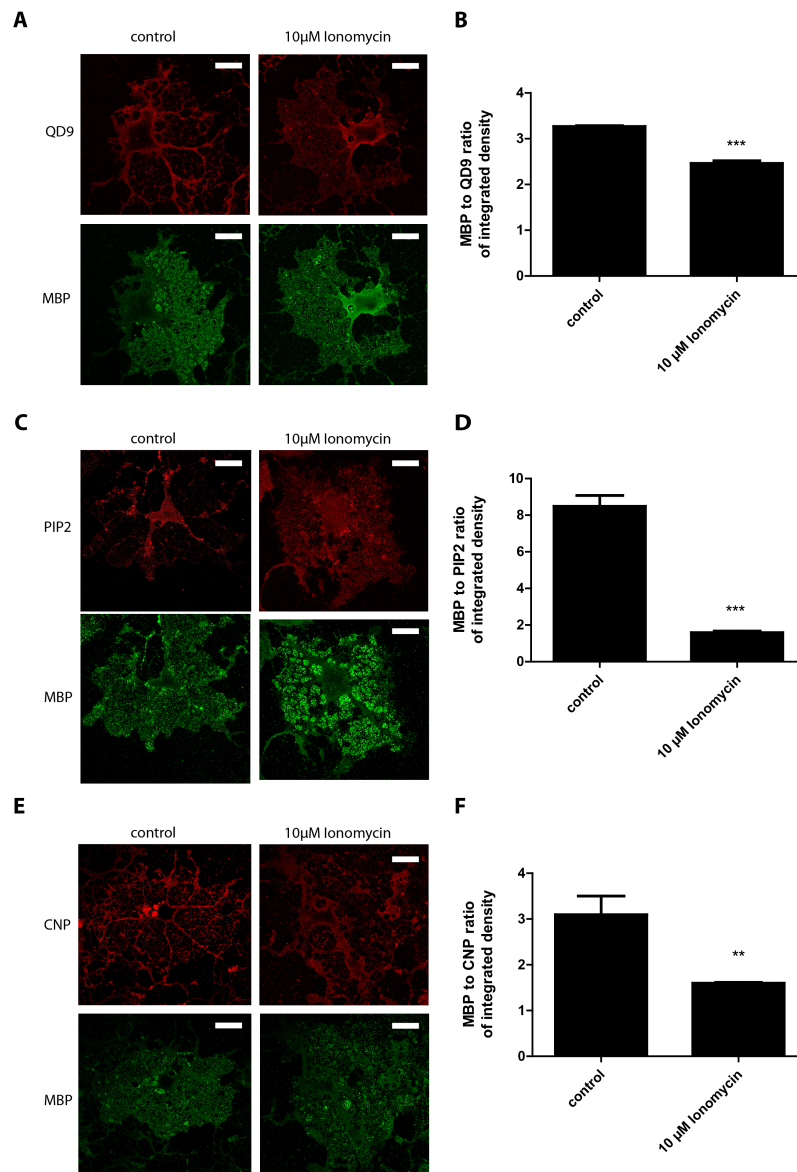 A
control
10µM Ionomycin
QD9
MBP
B
MBP to QD9 ratio
of integrated density
4
3
2
1
0
***
control
10 µM Ionomycin
C
control
10µM Ionomycin
PIP2
MBP
D
MBP to PIP2 ratio
of integrated density
10
8
6
4
2
0
***
control
10 µM Ionomycin
E
control
10µM Ionomycin
CNP
MBP
F
MBP to CNP ratio
of integrated density
4
3
2
1
0
**
control
10 µM Ionomycin